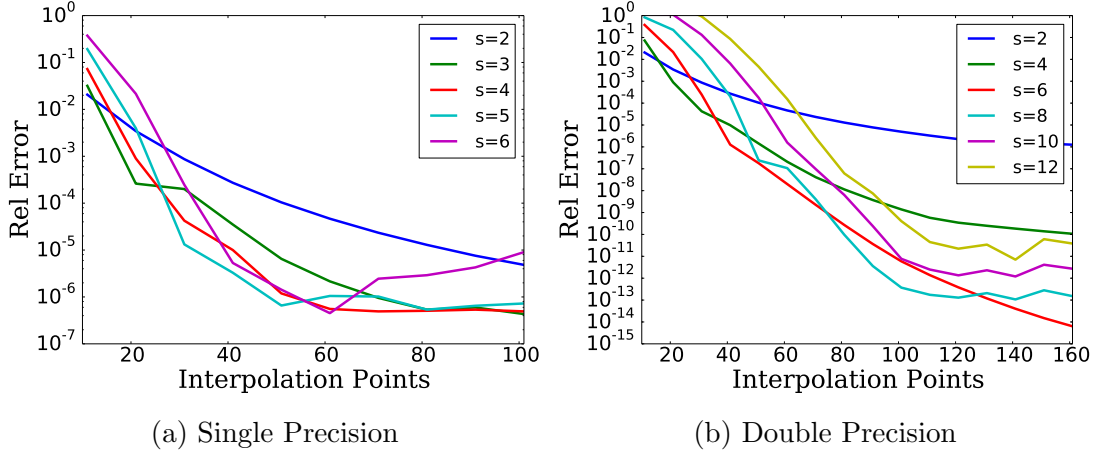 10^0
10^-1
10^-2
10^-3
10^-4
10^-5
10^-6
10^-7
Rel Error
20 40 60 80 100
Interpolation Points
s=2
s=3
s=4
s=5
s=6
(a) Single Precision
10^0
10^-1
10^-2
10^-3
10^-4
10^-5
10^-6
10^-7
10^-8
10^-9
10^-10
10^-11
10^-12
10^-13
10^-14
10^-15
Rel Error
20 40 60 80 100 120 140 160
Interpolation Points
s=2
s=4
s=6
s=8
s=10
s=12
(b) Double Precision